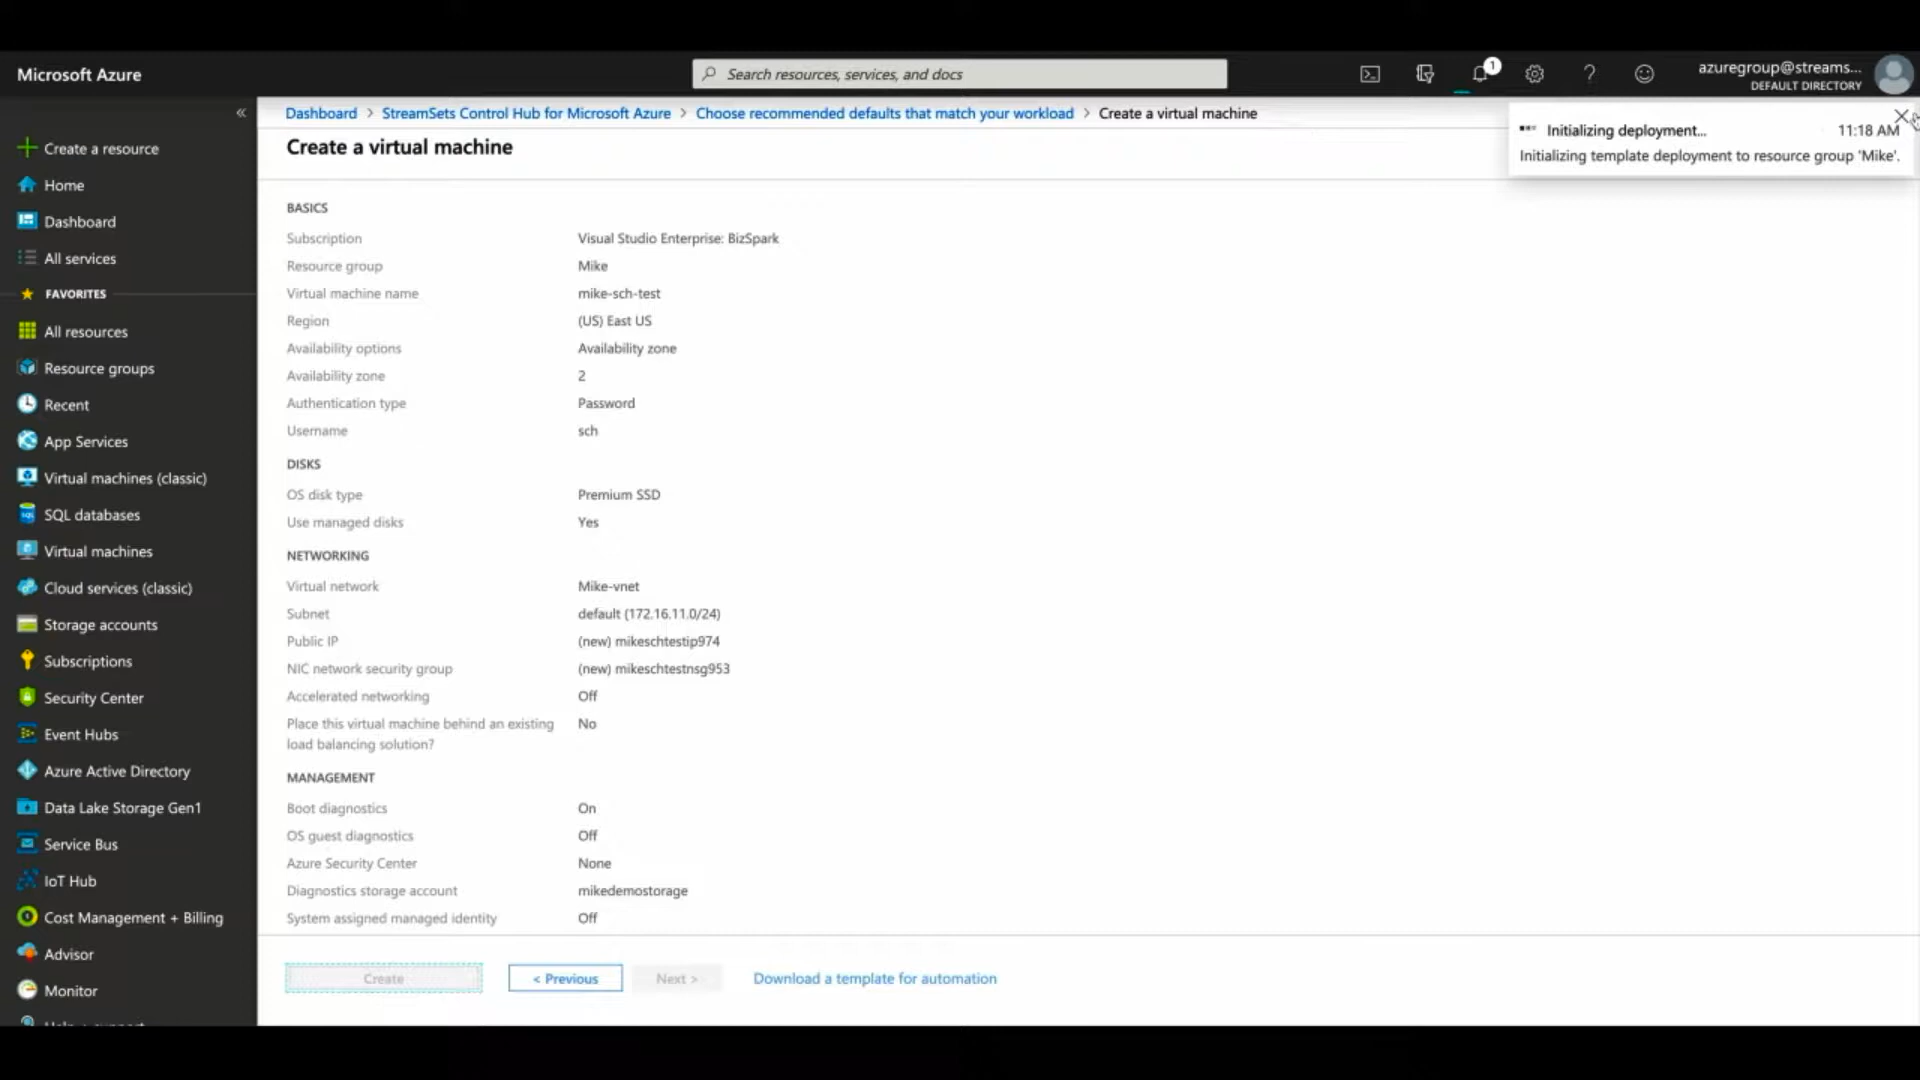 Microsoft Azure
Search resources, services, and docs
1
azuregroup@streams...
DEFAULT DIRECTORY
Dashboard > StreamSets Control Hub for Microsoft Azure > Choose recommended defaults that match your workload > Create a virtual machine
Create a virtual machine
Initializing deployment... 11:18 AM
Initializing template deployment to resource group 'Mike'.
Create a resource
Home
Dashboard
All services
FAVORITES
All resources
Resource groups
Recent
App Services
Virtual machines (classic)
SQL databases
Virtual machines
Cloud services (classic)
Storage accounts
Subscriptions
Security Center
Event Hubs
Azure Active Directory
Data Lake Storage Gen1
Service Bus
IoT Hub
Cost Management + Billing
Advisor
Monitor
BASICS
Subscription Visual Studio Enterprise: BizSpark
Resource group Mike
Virtual machine name mike-sch-test
Region (US) East US
Availability options Availability zone
Availability zone 2
Authentication type Password
Username sch
DISKS
OS disk type Premium SSD
Use managed disks Yes
NETWORKING
Virtual network Mike-vnet
Subnet default (172.16.11.0/24)
Public IP (new) mikeschtestip974
NIC network security group (new) mikeschtestnsg953
Accelerated networking Off
Place this virtual machine behind an existing No
load balancing solution?
MANAGEMENT
Boot diagnostics On
OS guest diagnostics Off
Azure Security Center None
Diagnostics storage account mikedemostorage
System assigned managed identity Off
Create
< Previous
Next >
Download a template for automation